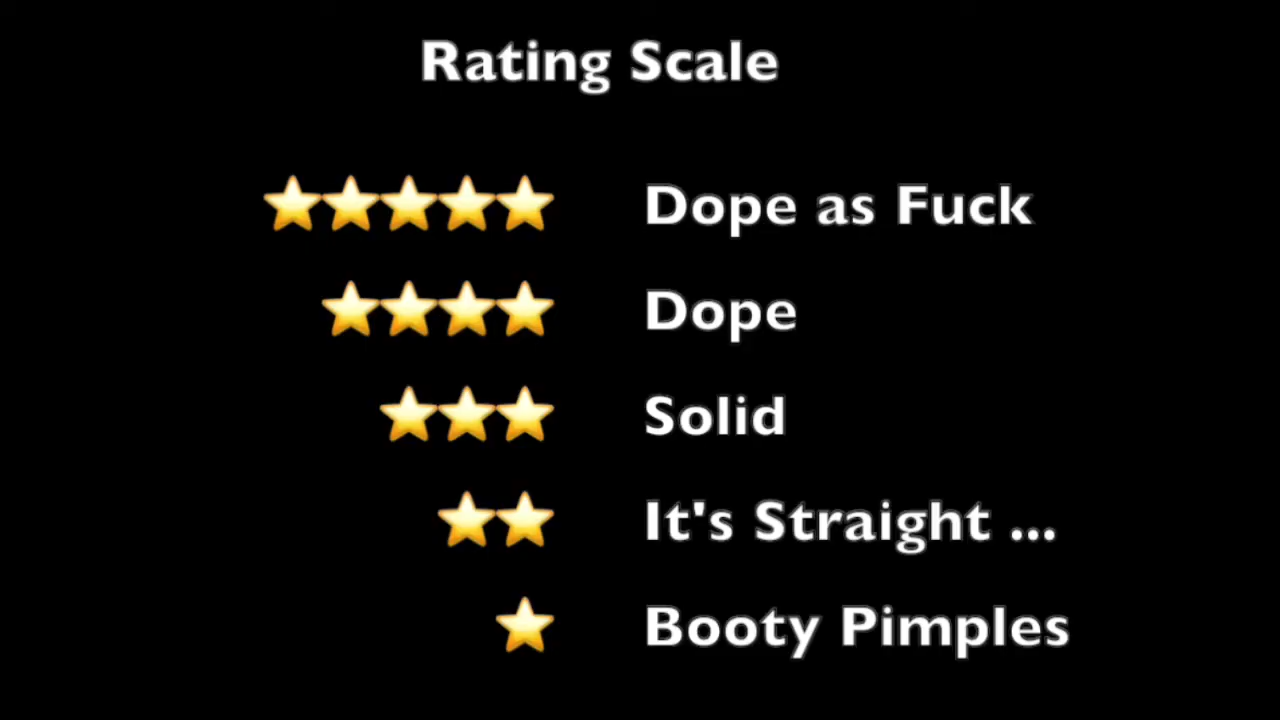 Rating Scale
⭐⭐⭐⭐⭐ Dope as Fuck
⭐⭐⭐⭐ Dope
⭐⭐⭐ Solid
⭐⭐ It's Straight ...
⭐ Booty Pimples